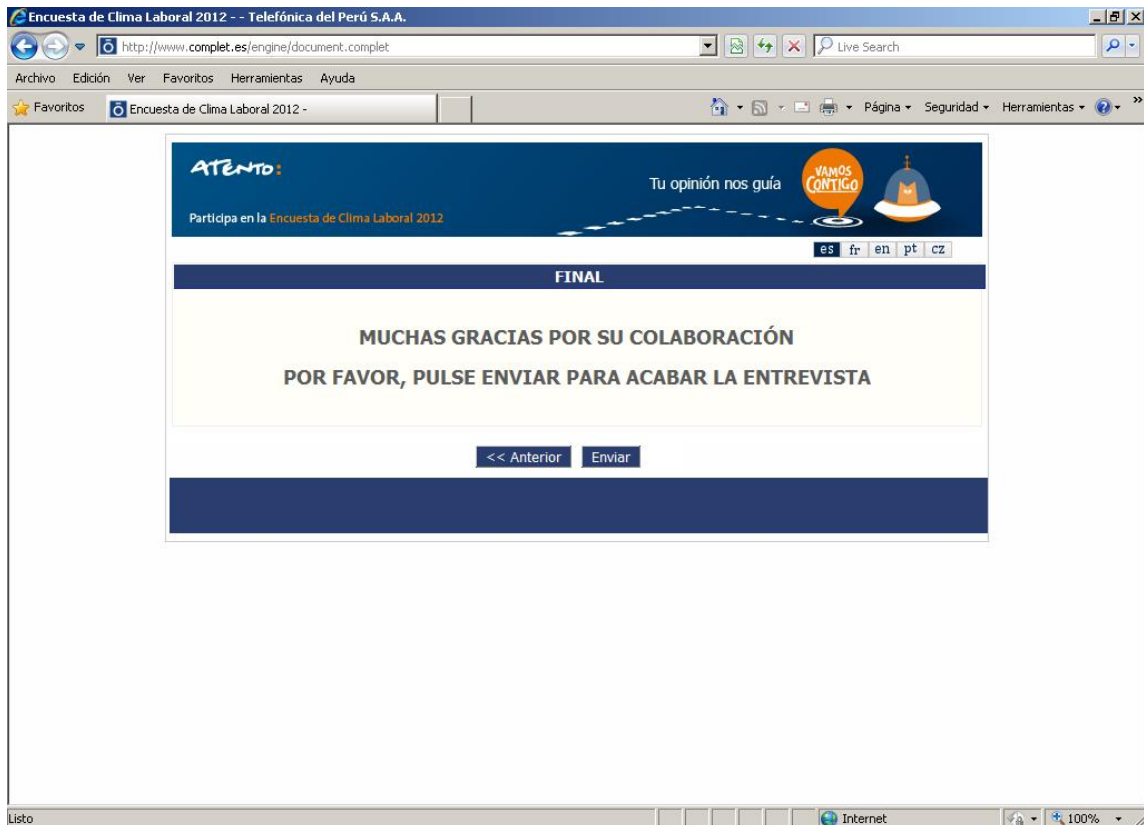 Encuesta de Clima Laboral 2012 - - Telefónica del Perú S.A.A.
http://www.complet.es/engine/document.complet
Live Search
Archivo Edición Ver Favoritos Herramientas Ayuda
Favoritos Encuesta de Clima Laboral 2012 - Página Seguridad Herramientas
ATENTO:
Tu opinión nos guía
VAMOS
CONTIGO
Participa en la Encuesta de Clima Laboral 2012
es fr en pt cz
FINAL
MUCHAS GRACIAS POR SU COLABORACIÓN
POR FAVOR, PULSE ENVIAR PARA ACABAR LA ENTREVISTA
<< Anterior Enviar
Listo Internet 100%